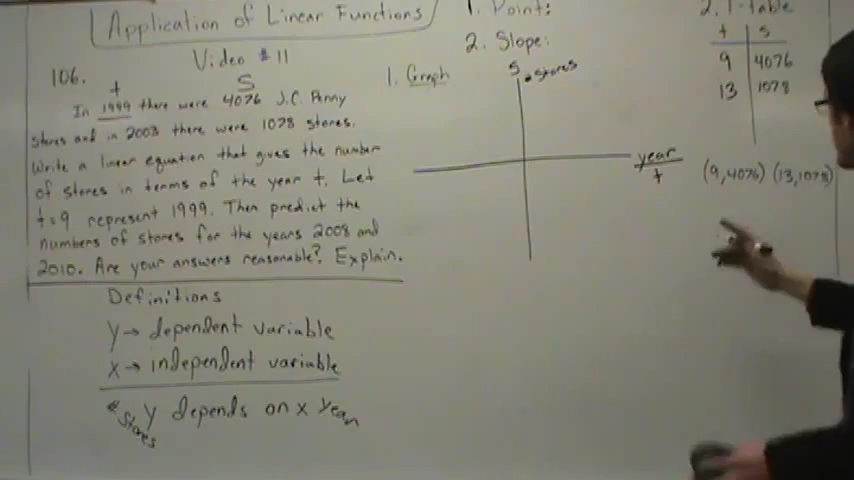 Application of Linear Functions
Video #11
106.
t
S
In 1999 there were 4076 J.C. Penny
stores and in 2003 there were 1078 stores.
Write a linear equation that gives the number
of stores in terms of the year t. Let
t=9 represent 1999. Then predict the
numbers of stores for the years 2008 and
2010. Are your answers reasonable? Explain.
Definitions
y → dependent variable
x → independent variable
y depends on x
# stores
year
1. Point:
2. Slope:
1. Graph
S
# stores
year
t
2. T-table
t S
9 4076
13 1078
(9,4076) (13,1078)